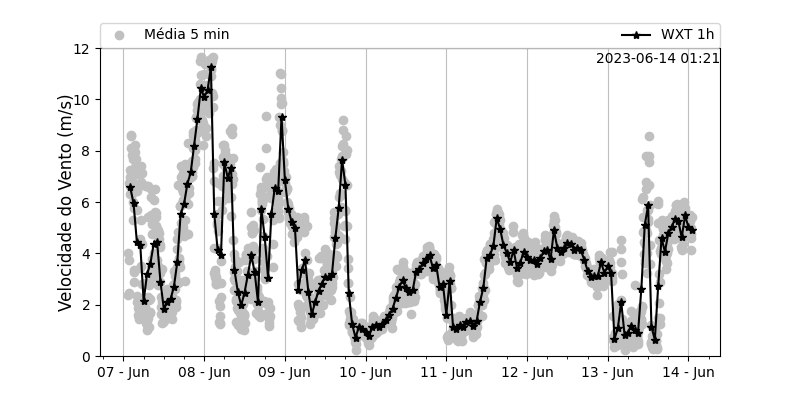 Média 5 min
WXT 1h
2023-06-14 01:21
Velocidade do Vento (m/s)
12
10
8
6
4
2
0
07 - Jun
08 - Jun
09 - Jun
10 - Jun
11 - Jun
12 - Jun
13 - Jun
14 - Jun